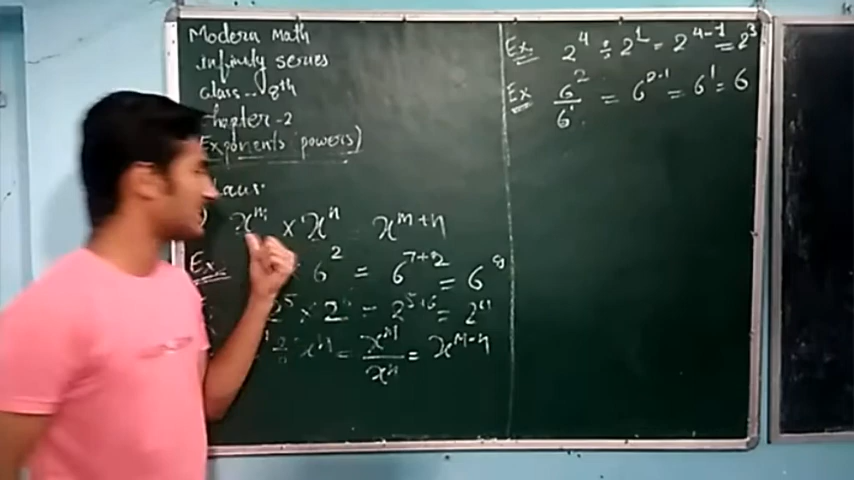 Modern Math
infinity series
class.. 8th
Chapter-2
Exponents powers)
Laws.
x^m × x^n = x^m+n
Ex. 6^2 = 6^7+2 = 6^9
2^5 × 2^6 = 2^5+6 = 2^11
x^n = x^m/x^n = x^m-n
Ex. 2^4 ÷ 2^1 = 2^4-1 = 2^3
Ex 6^2/6^1 = 6^2-1 = 6^1 = 6